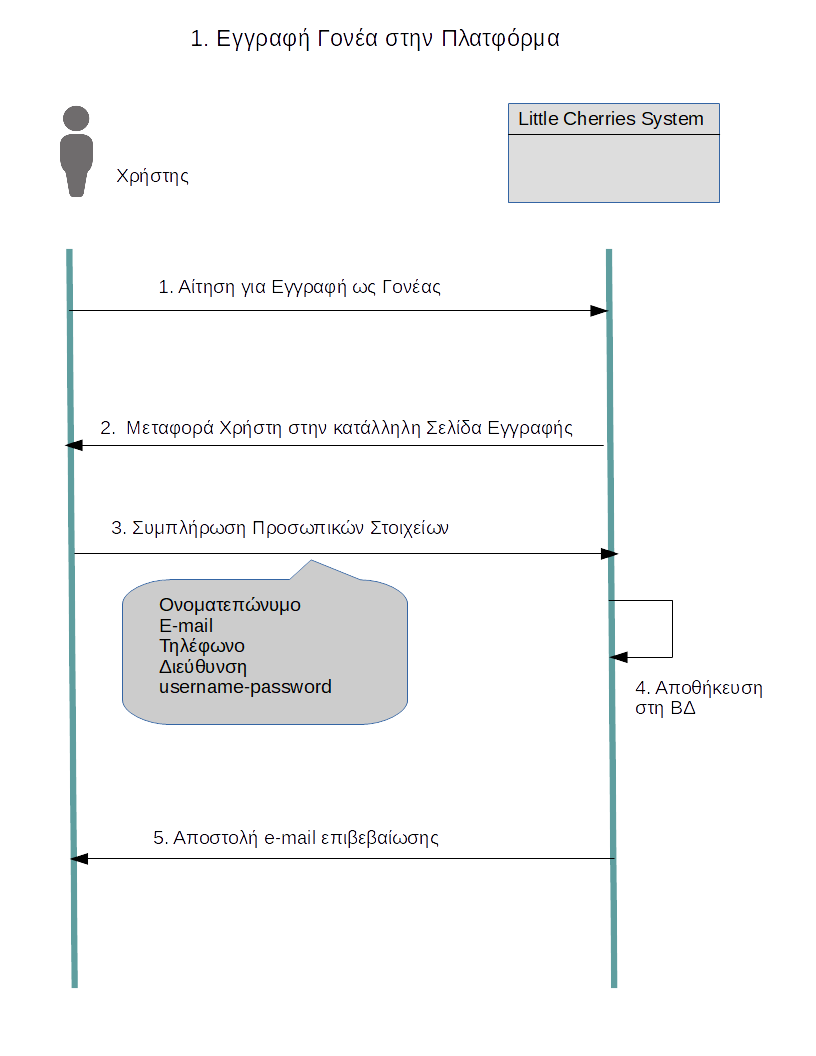 1. Εγγραφή Γονέα στην Πλατφόρμα
Little Cherries System
Χρήστης
1. Αίτηση για Εγγραφή ως Γονέας
2. Μεταφορά Χρήστη στην κατάλληλη Σελίδα Εγγραφής
3. Συμπλήρωση Προσωπικών Στοιχείων
Ονοματεπώνυμο
E-mail
Τηλέφωνο
Διεύθυνση
username-password
4. Αποθήκευση
στη ΒΔ
5. Αποστολή e-mail επιβεβαίωσης